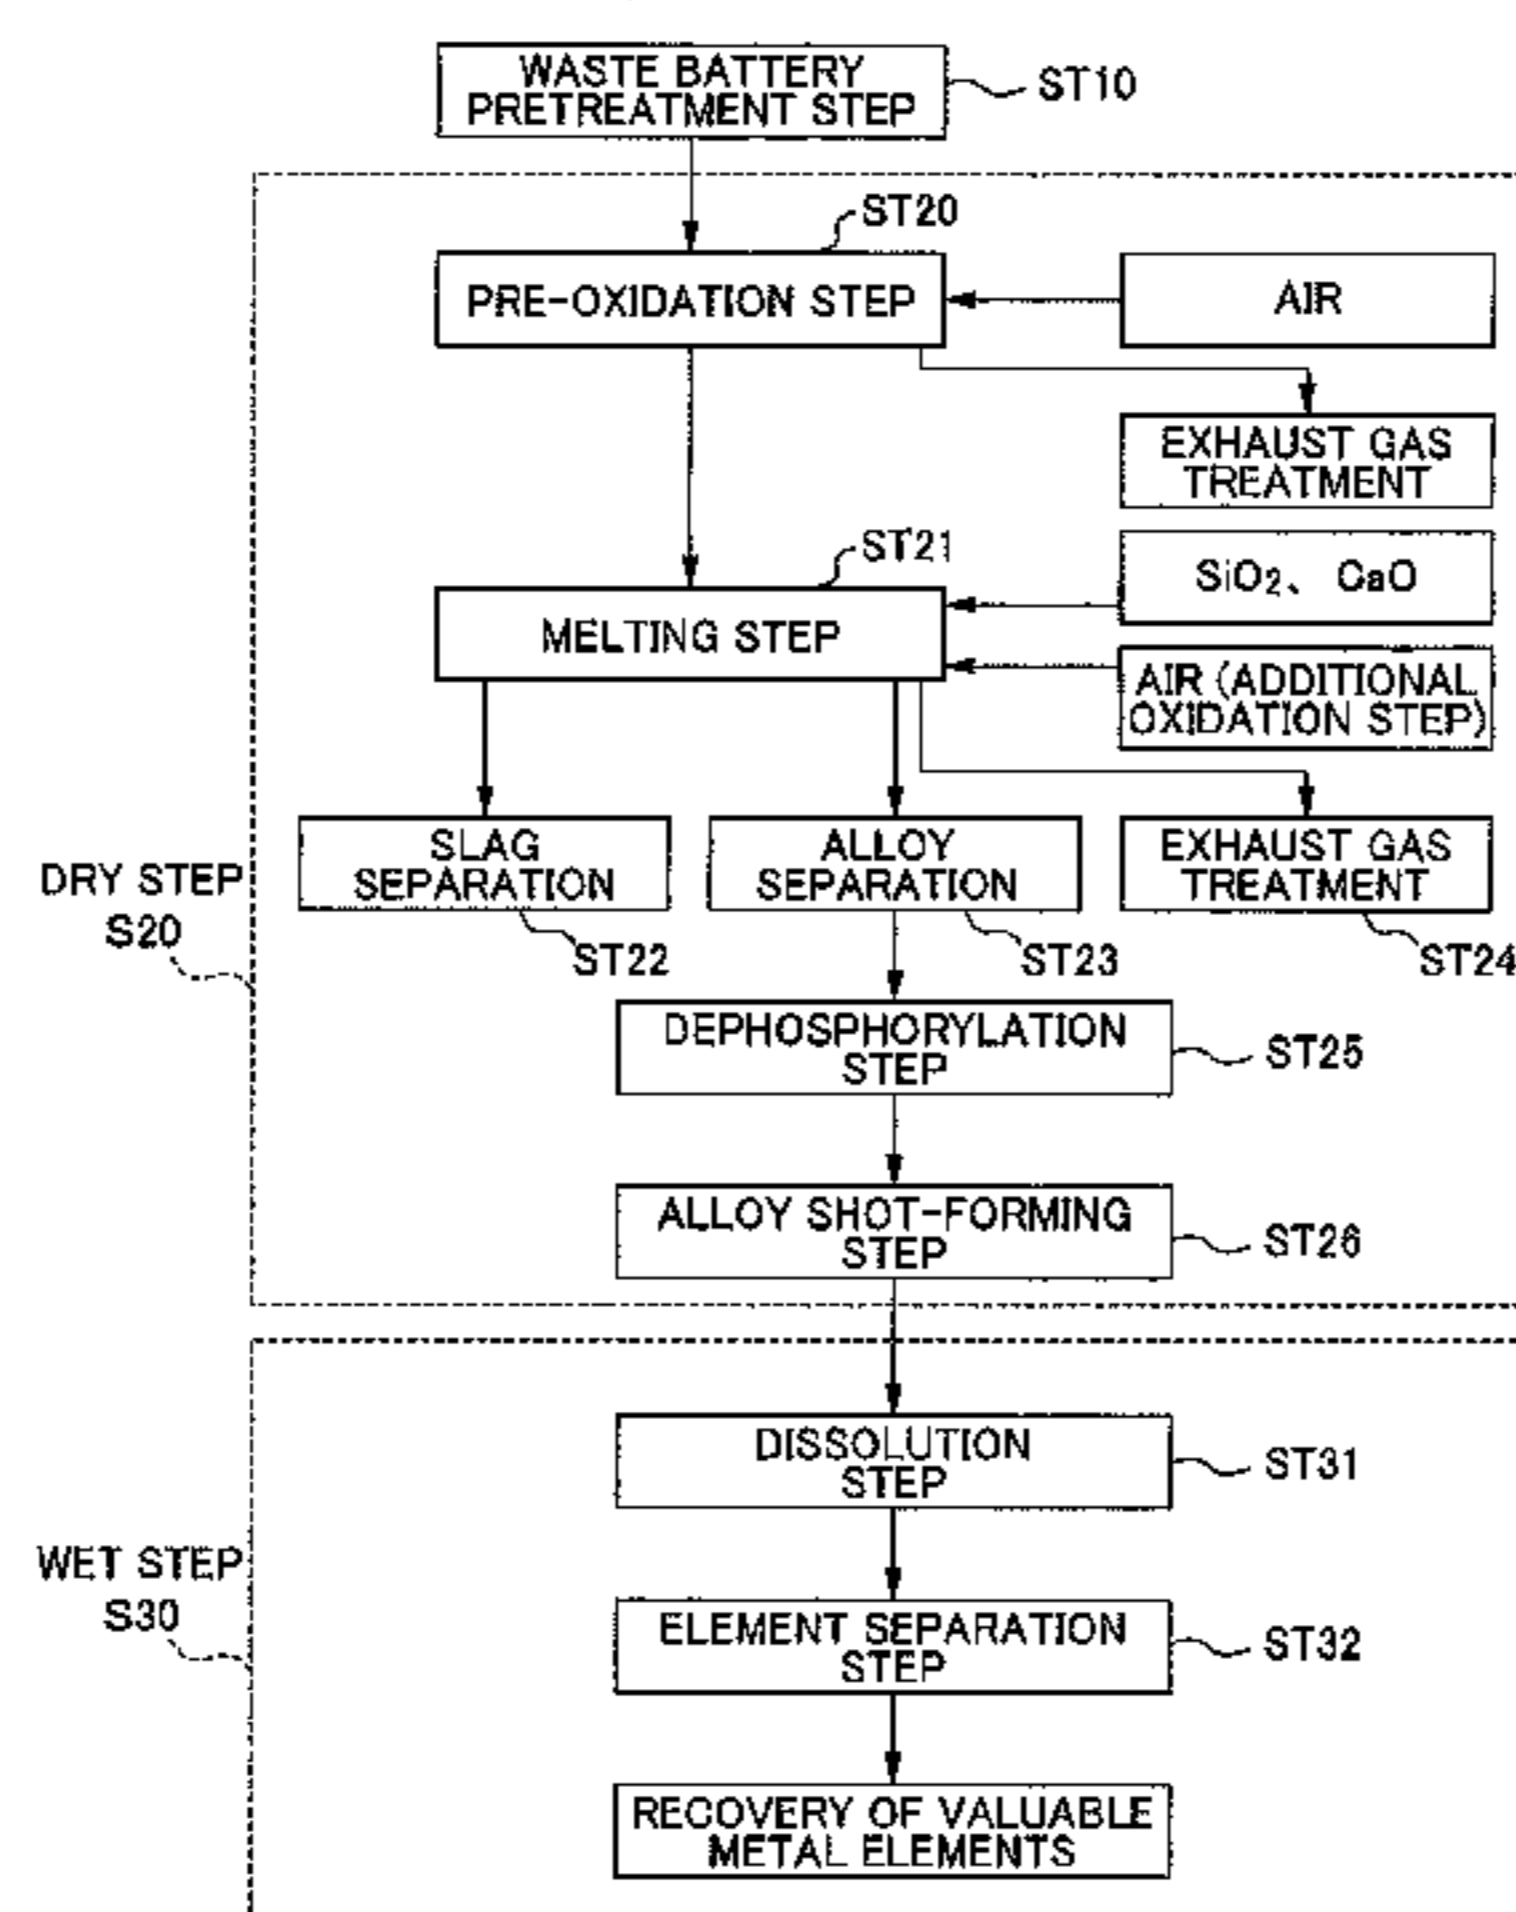 WASTE BATTERY
PRETREATMENT STEP
ST10
ST20
PRE-OXIDATION STEP
AIR
EXHAUST GAS
TREATMENT
ST21
SiO2、 CaO
MELTING STEP
AIR (ADDITIONAL
OXIDATION STEP)
SLAG
SEPARATION
ALLOY
SEPARATION
EXHAUST GAS
TREATMENT
DRY STEP
S20
ST22
ST23
ST24
DEPHOSPHORYLATION
STEP
ST25
ALLOY SHOT-FORMING
STEP
ST26
DISSOLUTION
STEP
ST31
WET STEP
S30
ELEMENT SEPARATION
STEP
ST32
RECOVERY OF VALUABLE
METAL ELEMENTS